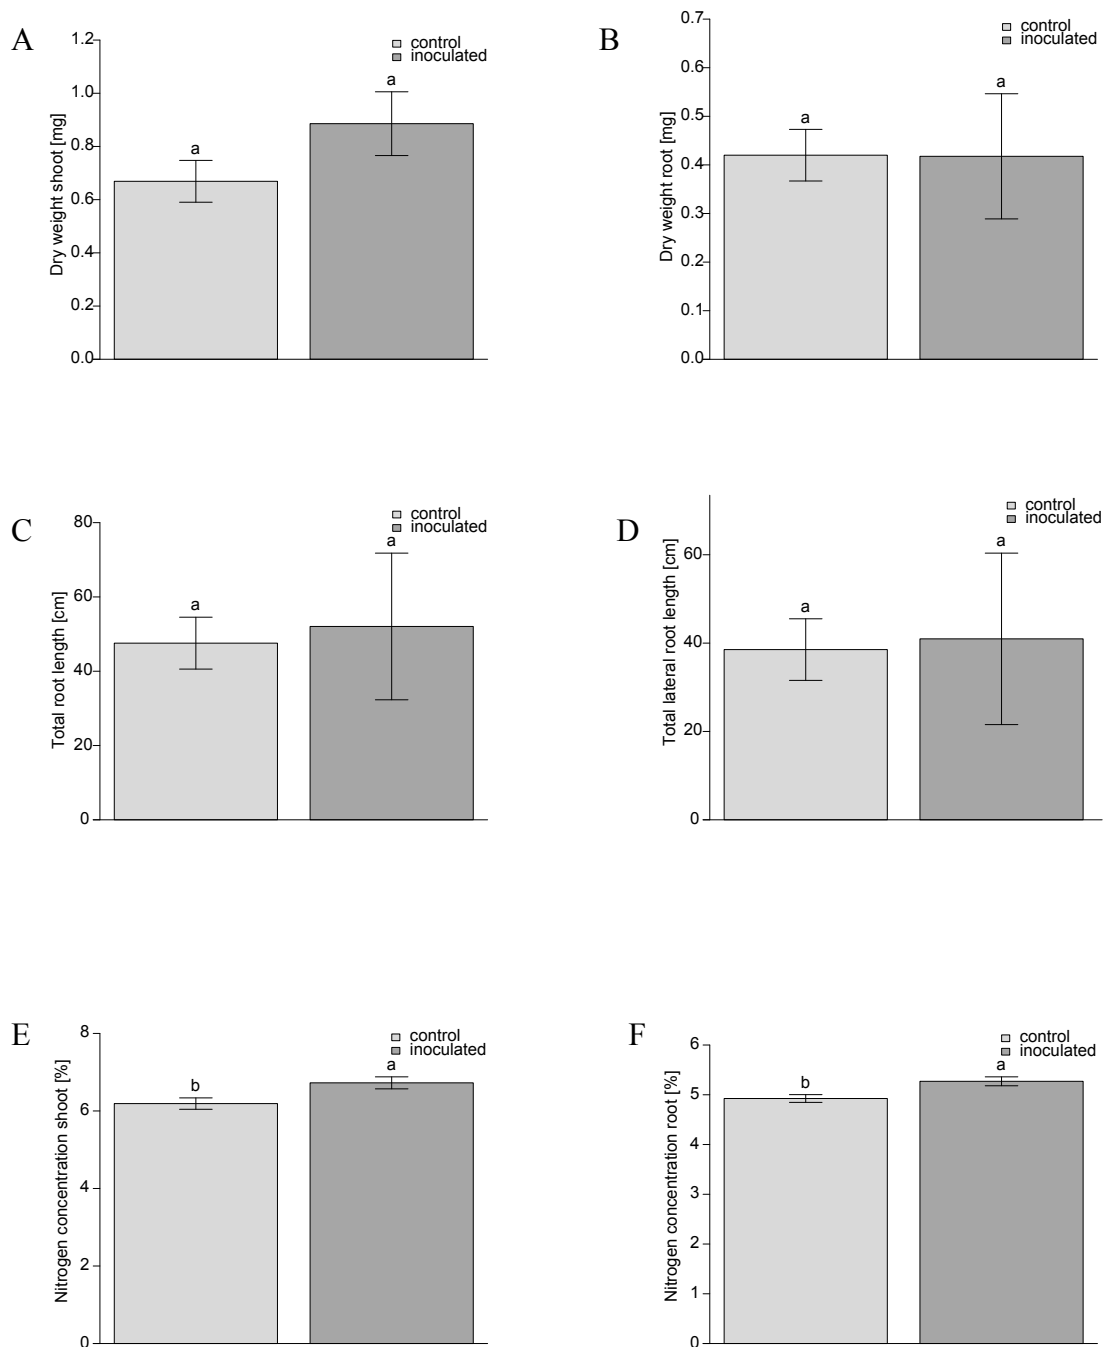 A
Dry weight shoot [mg]
1.2
1.0
0.8
0.6
0.4
0.2
0.0
control
inoculated
a
a
B
Dry weight root [mg]
0.7
0.6
0.5
0.4
0.3
0.2
0.1
0.0
control
inoculated
a
a
C
Total root length [cm]
80
60
40
20
0
control
inoculated
a
a
D
Total lateral root length [cm]
60
40
20
0
control
inoculated
a
a
E
Nitrogen concentration shoot [%]
8
6
4
2
0
control
inoculated
b
a
F
Nitrogen concentration root [%]
6
5
4
3
2
1
0
control
inoculated
b
a